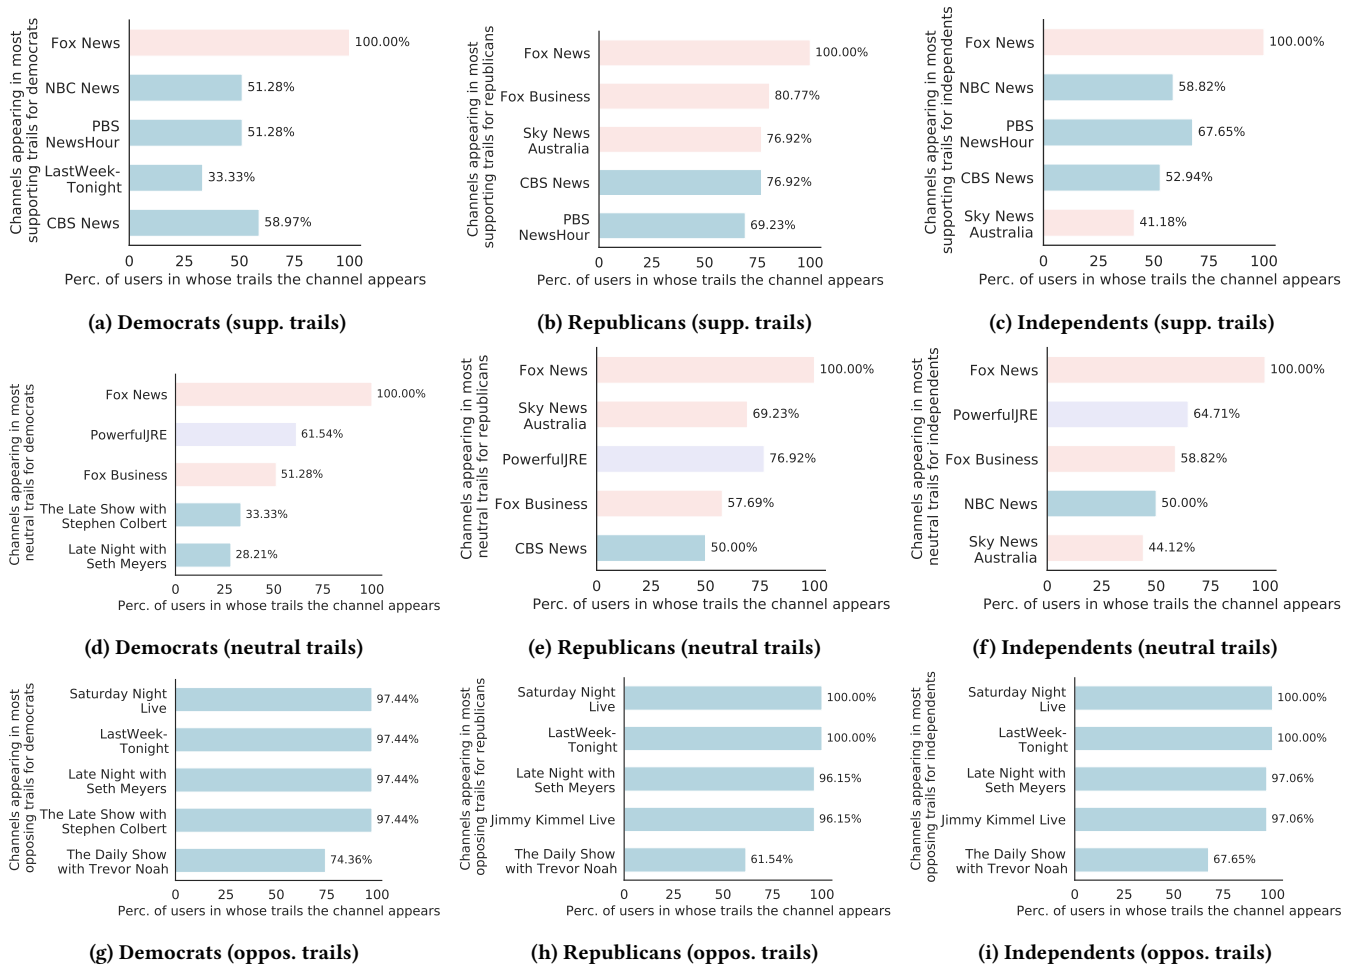 Channels appearing in most
supporting trails for democrats
Fox News
100.00%
NBC News
51.28%
PBS
NewsHour
51.28%
LastWeek-
Tonight
33.33%
CBS News
58.97%
0 25 50 75 100
Perc. of users in whose trails the channel appears
(a) Democrats (supp. trails)
Channels appearing in most
supporting trails for republicans
Fox News
100.00%
Fox Business
80.77%
Sky News
Australia
76.92%
CBS News
76.92%
PBS
NewsHour
69.23%
0 25 50 75 100
Perc. of users in whose trails the channel appears
(b) Republicans (supp. trails)
Channels appearing in most
supporting trails for independents
Fox News
100.00%
NBC News
58.82%
PBS
NewsHour
67.65%
CBS News
52.94%
Sky News
Australia
41.18%
0 25 50 75 100
Perc. of users in whose trails the channel appears
(c) Independents (supp. trails)
Channels appearing in most
neutral trails for democrats
Fox News
100.00%
PowerfulJRE
61.54%
Fox Business
51.28%
The Late Show with
Stephen Colbert
33.33%
Late Night with
Seth Meyers
28.21%
0 25 50 75 100
Perc. of users in whose trails the channel appears
(d) Democrats (neutral trails)
Channels appearing in most
neutral trails for republicans
Fox News
100.00%
Sky News
Australia
69.23%
PowerfulJRE
76.92%
Fox Business
57.69%
CBS News
50.00%
0 25 50 75 100
Perc. of users in whose trails the channel appears
(e) Republicans (neutral trails)
Channels appearing in most
neutral trails for independents
Fox News
100.00%
PowerfulJRE
64.71%
Fox Business
58.82%
NBC News
50.00%
Sky News
Australia
44.12%
0 25 50 75 100
Perc. of users in whose trails the channel appears
(f) Independents (neutral trails)
Channels appearing in most
opposing trails for democrats
Saturday Night
Live
97.44%
LastWeek-
Tonight
97.44%
Late Night with
Seth Meyers
97.44%
The Late Show with
Stephen Colbert
97.44%
The Daily Show
with Trevor Noah
74.36%
0 25 50 75 100
Perc. of users in whose trails the channel appears
(g) Democrats (oppos. trails)
Channels appearing in most
opposing trails for republicans
Saturday Night
Live
100.00%
LastWeek-
Tonight
100.00%
Late Night with
Seth Meyers
96.15%
Jimmy Kimmel Live
96.15%
The Daily Show
with Trevor Noah
61.54%
0 25 50 75 100
Perc. of users in whose trails the channel appears
(h) Republicans (oppos. trails)
Channels appearing in most
opposing trails for independents
Saturday Night
Live
100.00%
LastWeek-
Tonight
100.00%
Late Night with
Seth Meyers
97.06%
Jimmy Kimmel Live
97.06%
The Daily Show
with Trevor Noah
67.65%
0 25 50 75 100
Perc. of users in whose trails the channel appears
(i) Independents (oppos. trails)